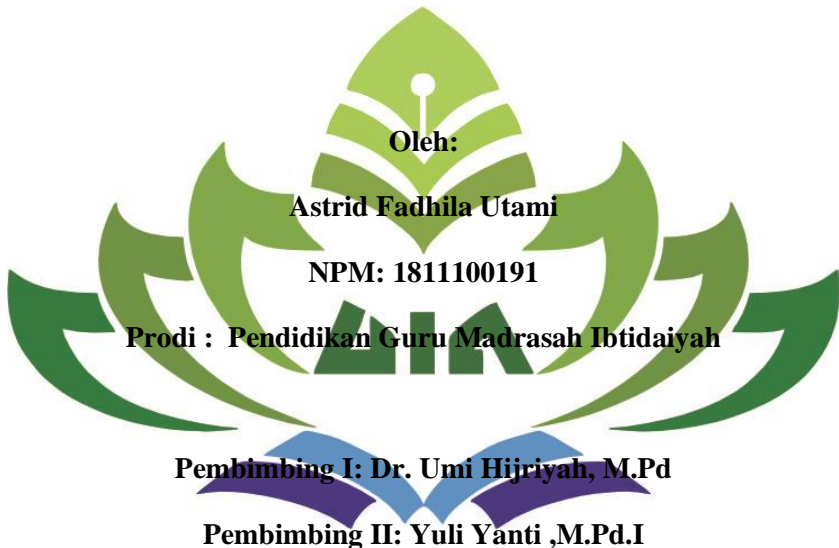 Oleh:
Astrid Fadhila Utami
NPM: 1811100191
Prodi : Pendidikan Guru Madrasah Ibtidaiyah
UIN
Pembimbing I: Dr. Umi Hijriyah, M.Pd
Pembimbing II: Yuli Yanti ,M.Pd.I